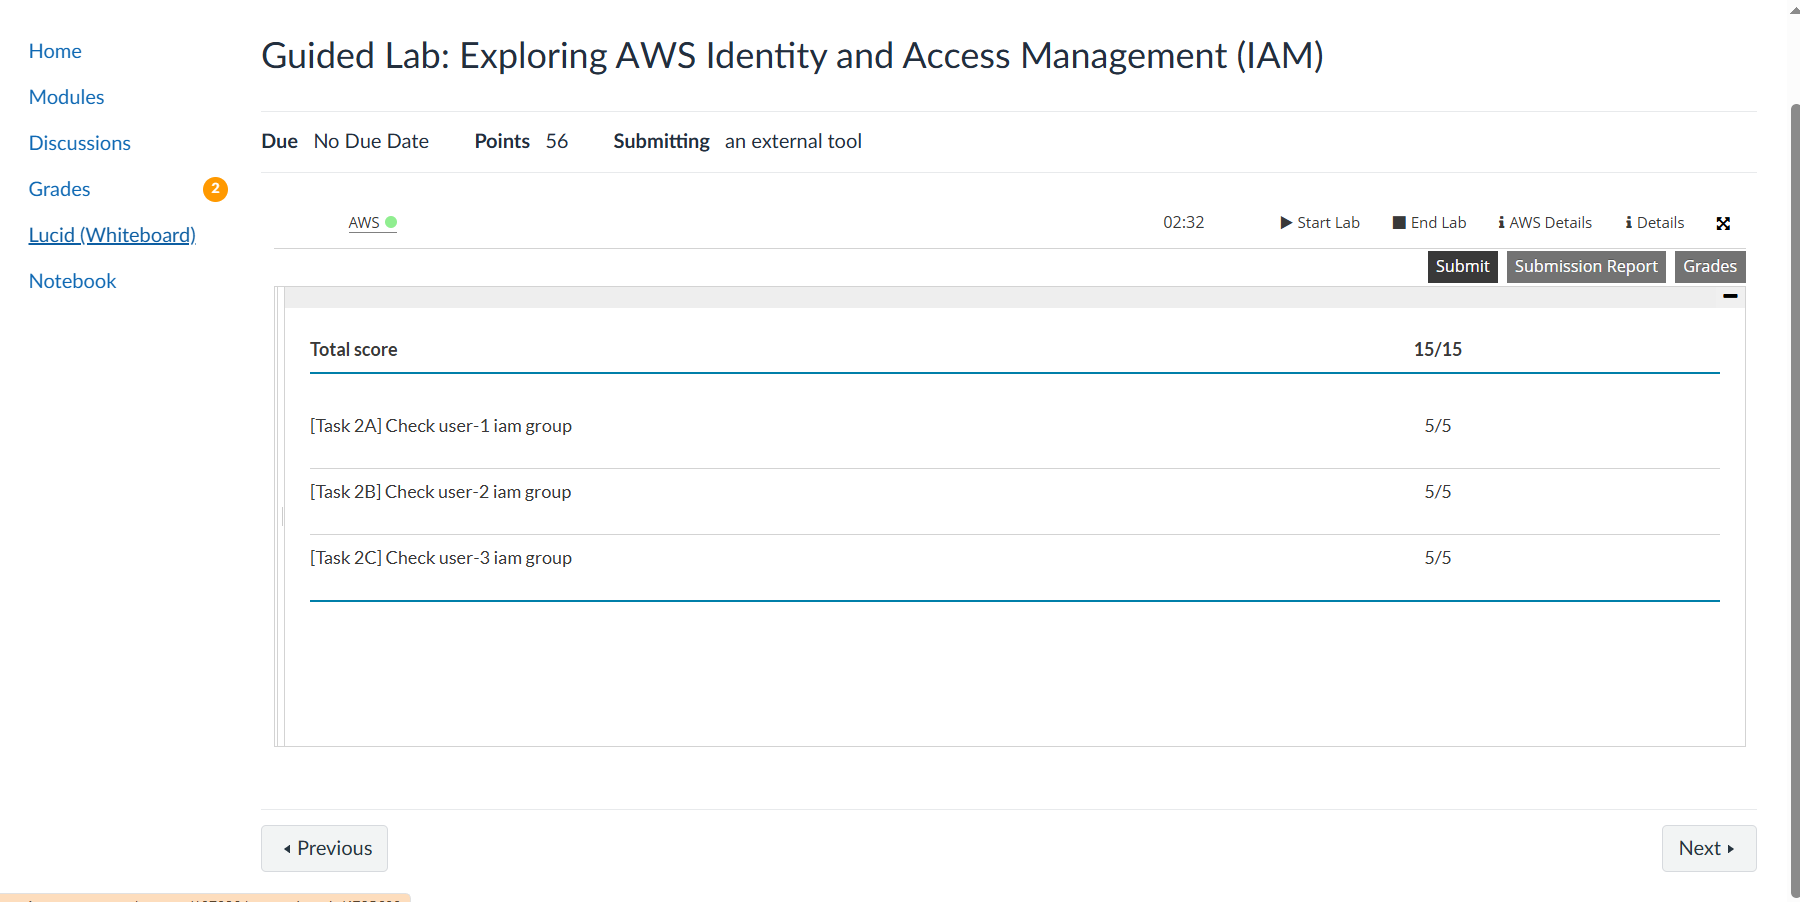 Home
Modules
Discussions
Grades 2
Lucid (Whiteboard)
Notebook
Guided Lab: Exploring AWS Identity and Access Management (IAM)
Due No Due Date Points 56 Submitting an external tool
AWS 02:32 Start Lab End Lab AWS Details Details
Submit Submission Report Grades
Total score 15/15
[Task 2A] Check user-1 iam group 5/5
[Task 2B] Check user-2 iam group 5/5
[Task 2C] Check user-3 iam group 5/5
Previous Next